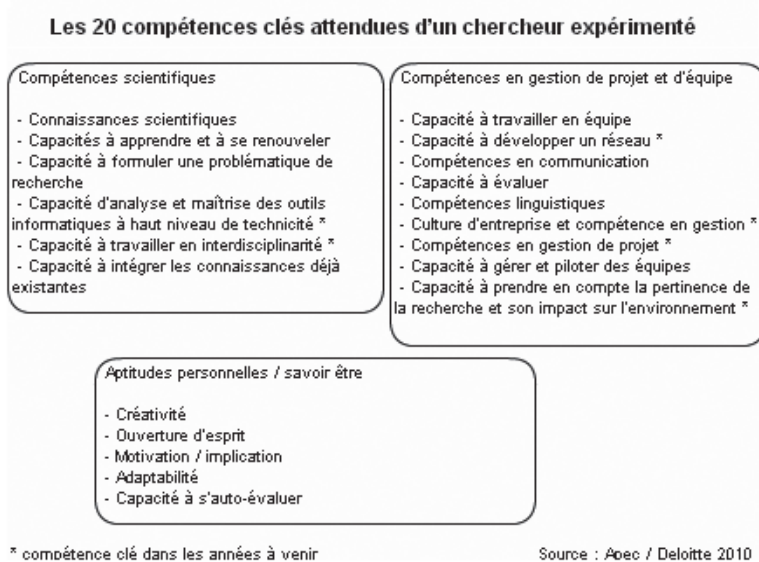 Les 20 compétences clés attendues d'un chercheur expérimenté
Compétences scientifiques
- Connaissances scientifiques
- Capacités à apprendre et à se renouveler
- Capacité à formuler une problématique de
recherche
- Capacité d'analyse et maîtrise des outils
informatiques à haut niveau de technicité *
- Capacité à travailler en interdisciplinarité *
- Capacité à intégrer les connaissances déjà
existantes
Compétences en gestion de projet et d'équipe
- Capacité à travailler en équipe
- Capacité à développer un réseau *
- Compétences en communication
- Capacité à évaluer
- Compétences linguistiques
- Culture d'entreprise et compétence en gestion *
- Compétences en gestion de projet *
- Capacité à gérer et piloter des équipes
- Capacité à prendre en compte la pertinence de
la recherche et son impact sur l'environnement *
Aptitudes personnelles / savoir être
- Créativité
- Ouverture d'esprit
- Motivation / implication
- Adaptabilité
- Capacité à s'auto-évaluer
* compétence clé dans les années à venir
Source : Apec / Deloitte 2010